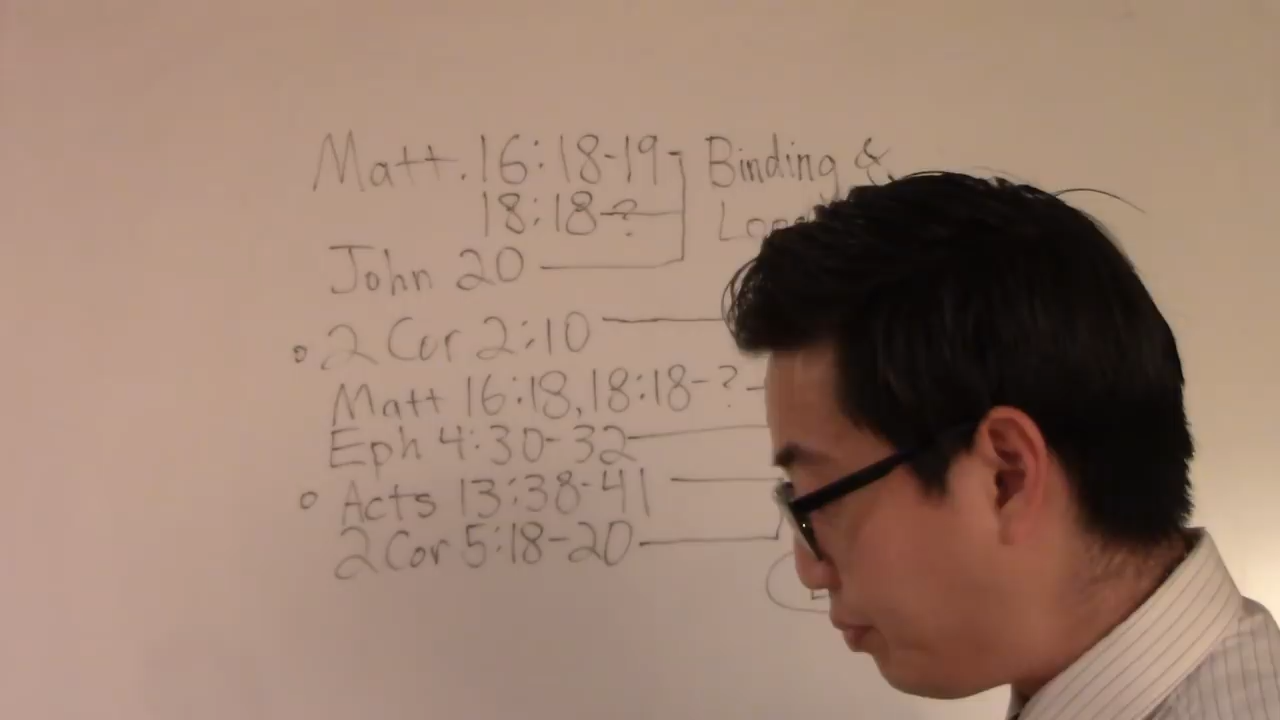 Matt. 16:18-19 Binding &
18:18-?
John 20
2 Cor 2:10
Matt 16:18, 18:18-?
Eph 4:30-32
Acts 13:38-41
2 Cor 5:18-20